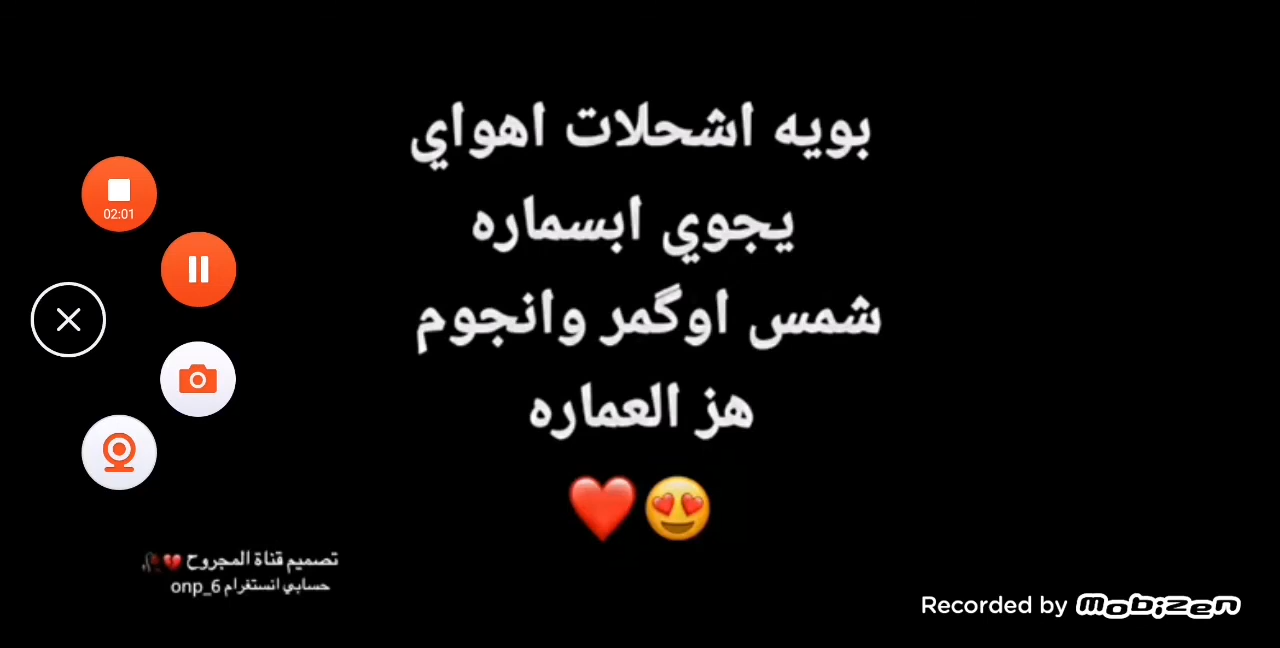 بويه اشحلات اهواي
يجوي ابسماره
شمس اوگمر وانجوم
هز العماره
❤️😍
02:01
تصميم قناة المجروح 💔🥀
حسابي انستغرام onp_6
Recorded by Mobizen